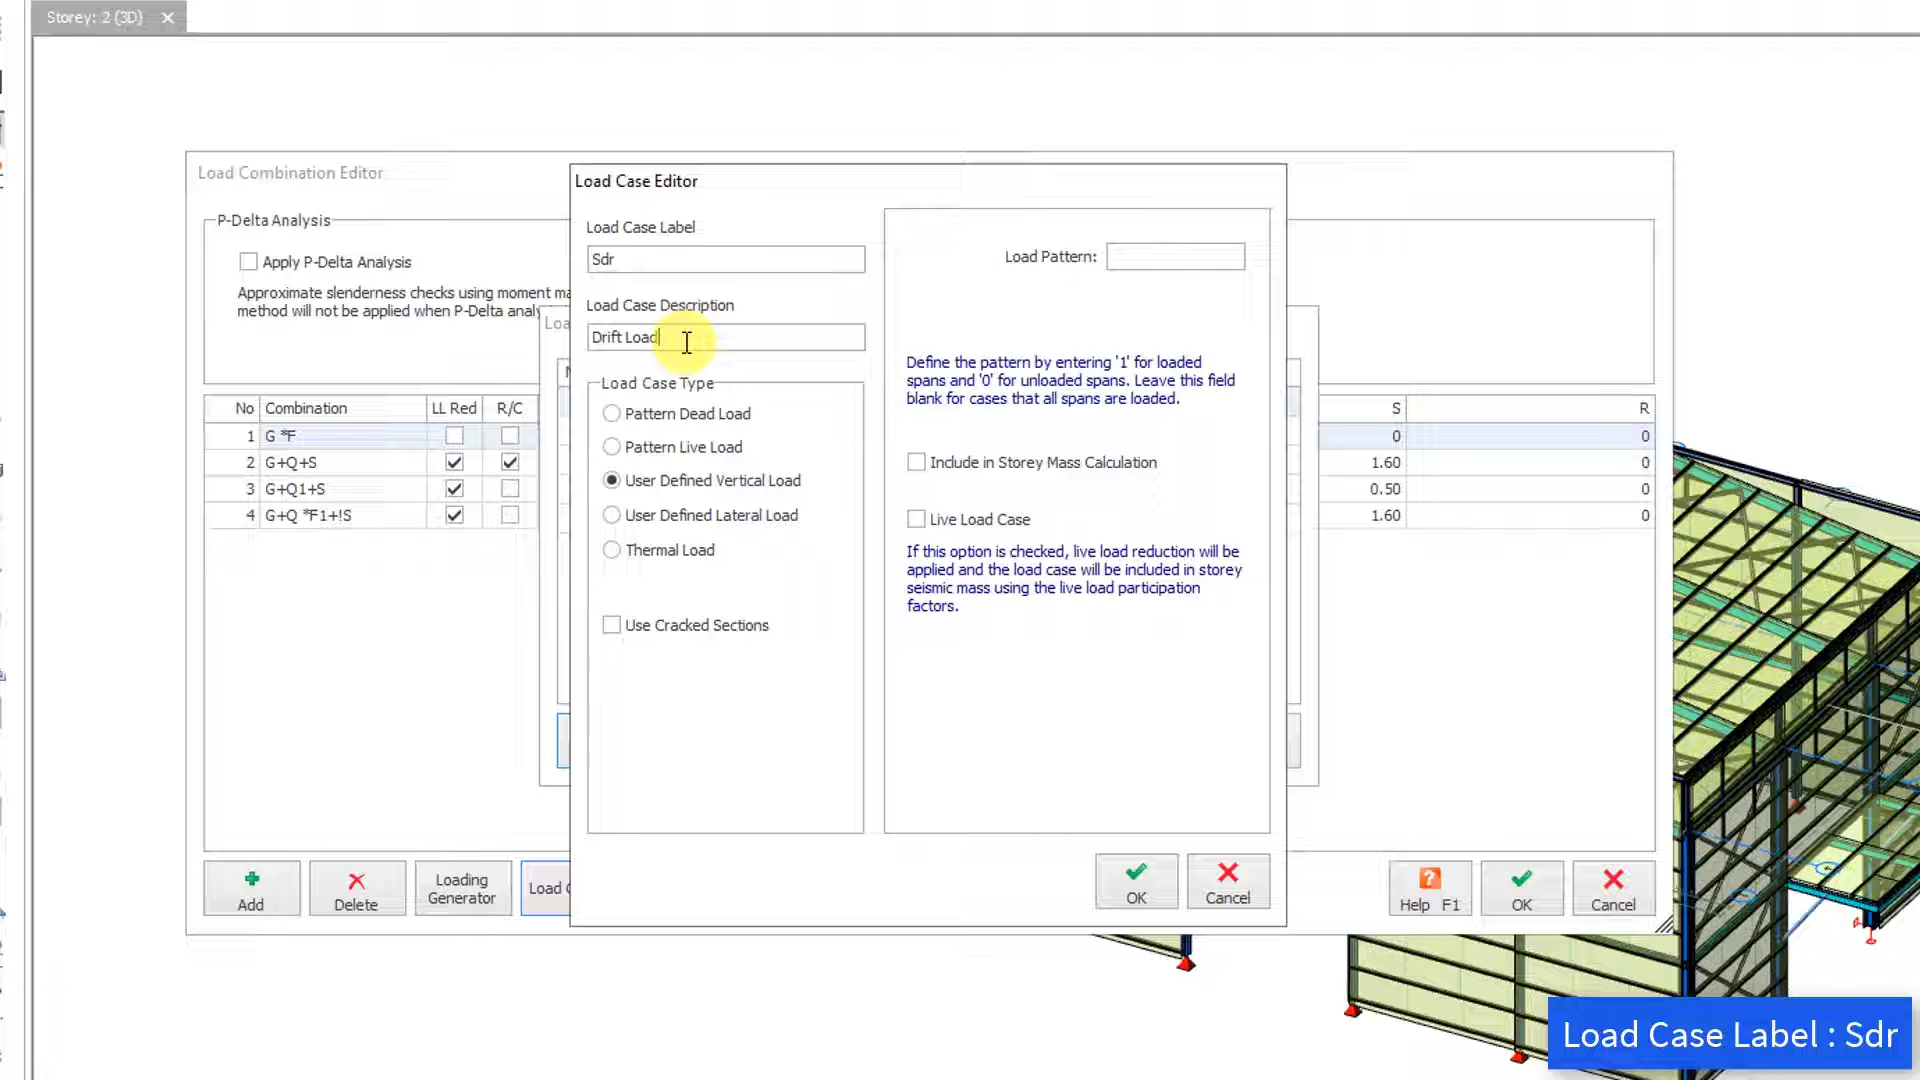 Storey: 2 (3D)
Load Combination Editor
P-Delta Analysis
Apply P-Delta Analysis
Approximate slenderness checks using moment ma
method will not be applied when P-Delta analy
No Combination LL Red R/C
1 G *F
2 G+Q+S
3 G+Q1+S
4 G+Q *F1+!S
S R
0 0
1.60 0
0.50 0
1.60 0
Add
Delete
Loading
Generator
Load C
Help F1
OK
Cancel
Loa
Load Case Editor
Load Case Label
Sdr
Load Case Description
Drift Load
Load Case Type
Pattern Dead Load
Pattern Live Load
User Defined Vertical Load
User Defined Lateral Load
Thermal Load
Use Cracked Sections
Load Pattern:
Define the pattern by entering '1' for loaded
spans and '0' for unloaded spans. Leave this field
blank for cases that all spans are loaded.
Include in Storey Mass Calculation
Live Load Case
If this option is checked, live load reduction will be
applied and the load case will be included in storey
seismic mass using the live load participation
factors.
OK
Cancel
Load Case Label : Sdr